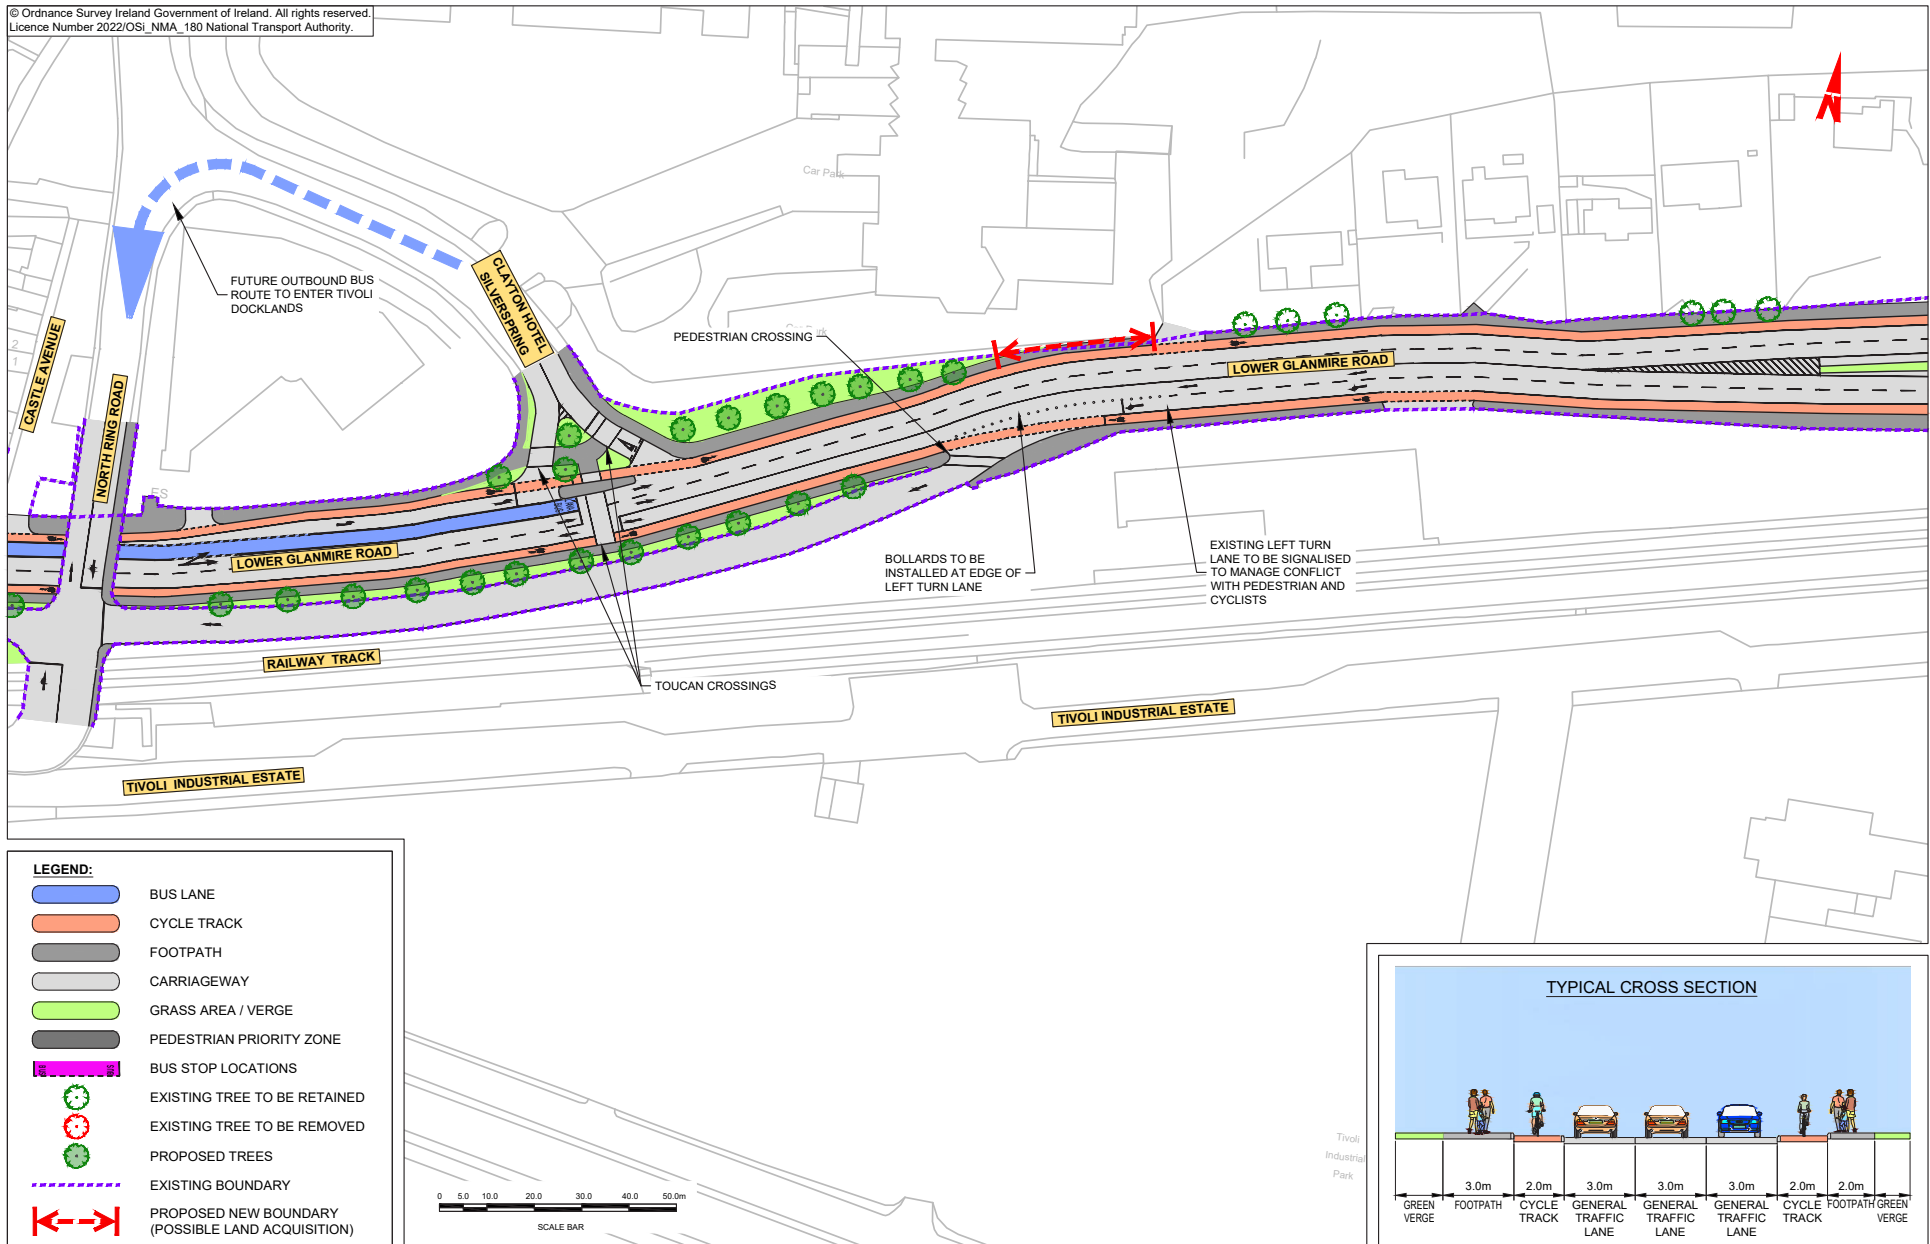 © Ordnance Survey Ireland Government of Ireland. All rights reserved.
Licence Number 2022/OSi_NMA_180 National Transport Authority.
N
Car Park
FUTURE OUTBOUND BUS
ROUTE TO ENTER TIVOLI
DOCKLANDS
CLAYTON HOTEL
SILVERSPRING
CASTLE AVENUE
2
1
NORTH RING ROAD
ES
PEDESTRIAN CROSSING
Car Park
LOWER GLANMIRE ROAD
LOWER GLANMIRE ROAD
BOLLARDS TO BE
INSTALLED AT EDGE OF
LEFT TURN LANE
EXISTING LEFT TURN
LANE TO BE SIGNALISED
TO MANAGE CONFLICT
WITH PEDESTRIAN AND
CYCLISTS
RAILWAY TRACK
TOUCAN CROSSINGS
TIVOLI INDUSTRIAL ESTATE
TIVOLI INDUSTRIAL ESTATE
LEGEND:
BUS LANE
CYCLE TRACK
FOOTPATH
CARRIAGEWAY
GRASS AREA / VERGE
PEDESTRIAN PRIORITY ZONE
BUS STOP LOCATIONS
EXISTING TREE TO BE RETAINED
EXISTING TREE TO BE REMOVED
PROPOSED TREES
EXISTING BOUNDARY
PROPOSED NEW BOUNDARY
(POSSIBLE LAND ACQUISITION)
0 5.0 10.0 20.0 30.0 40.0 50.0m
SCALE BAR
Tivoli
Industrial
Park
TYPICAL CROSS SECTION
3.0m 2.0m 3.0m 3.0m 3.0m 2.0m 2.0m
GREEN VERGE
FOOTPATH
CYCLE TRACK
GENERAL TRAFFIC LANE
GENERAL TRAFFIC LANE
GENERAL TRAFFIC LANE
CYCLE TRACK
FOOTPATH
GREEN VERGE